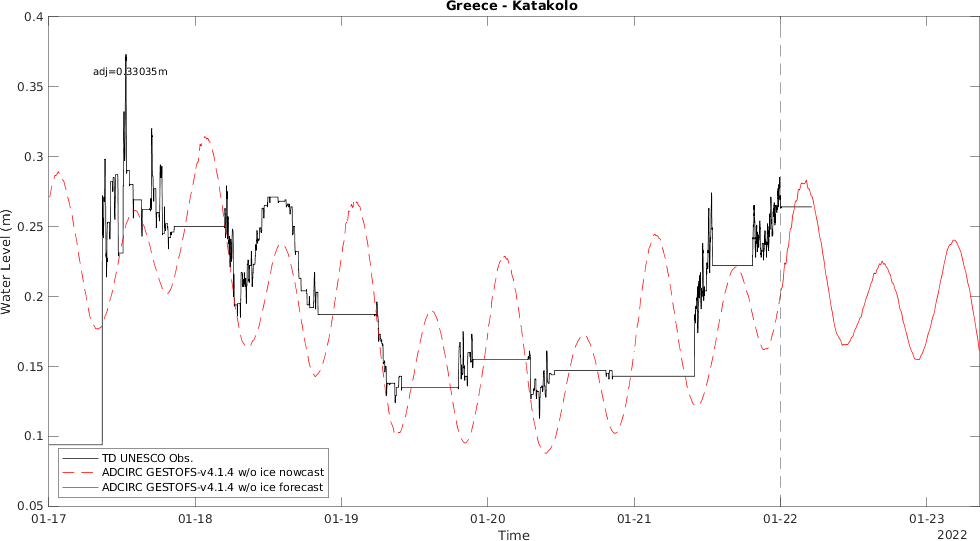 Greece - Katakolo
0.4
0.35
0.3
0.25
0.2
0.15
0.1
0.05
Water Level (m)
adj=0.33035m
TD UNESCO Obs.
ADCIRC GESTOFS-v4.1.4 w/o ice nowcast
ADCIRC GESTOFS-v4.1.4 w/o ice forecast
01-17
01-18
01-19
01-20
01-21
01-22
01-23
Time
2022